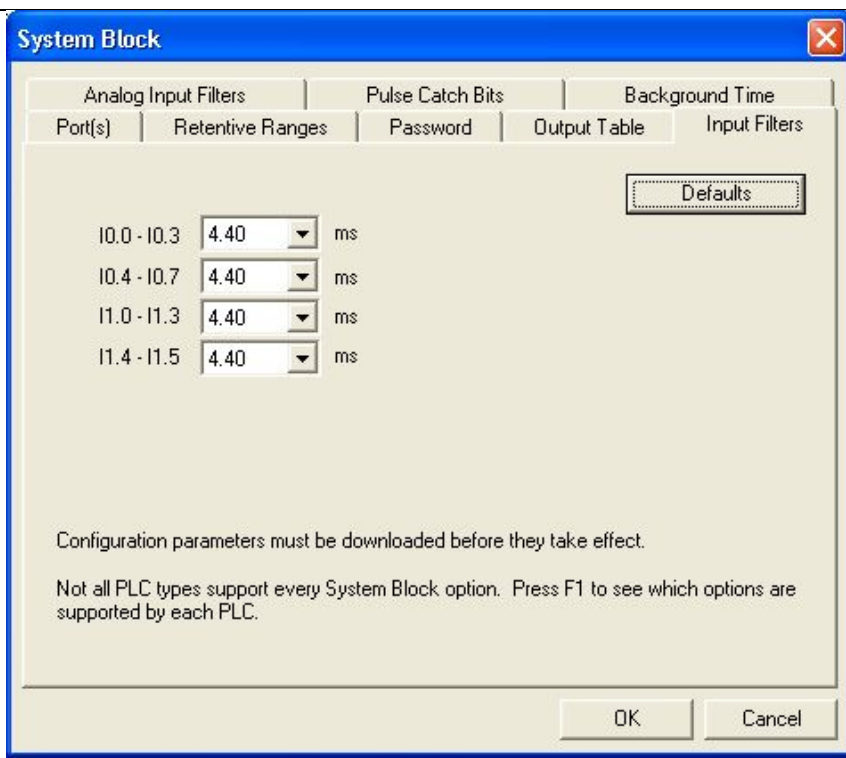 System Block
Analog Input Filters Pulse Catch Bits Background Time
Port(s) Retentive Ranges Password Output Table Input Filters
Defaults
I0.0 - I0.3 4.40 ms
I0.4 - I0.7 4.40 ms
I1.0 - I1.3 4.40 ms
I1.4 - I1.5 4.40 ms
Configuration parameters must be downloaded before they take effect.
Not all PLC types support every System Block option. Press F1 to see which options are
supported by each PLC.
OK Cancel